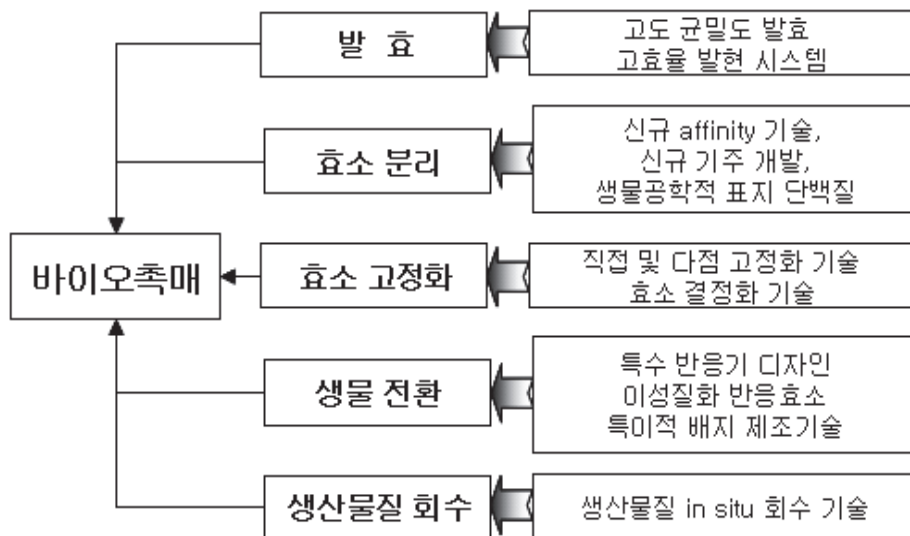 발 효
고도 균밀도 발효
고효율 발현 시스템
효소 분리
신규 affinity 기술,
신규 기주 개발,
생물공학적 표지 단백질
바이오촉매
효소 고정화
직접 및 다점 고정화 기술
효소 결정화 기술
생물 전환
특수 반응기 디자인
이성질화 반응효소
특이적 배지 제조기술
생산물질 회수
생산물질 in situ 회수 기술